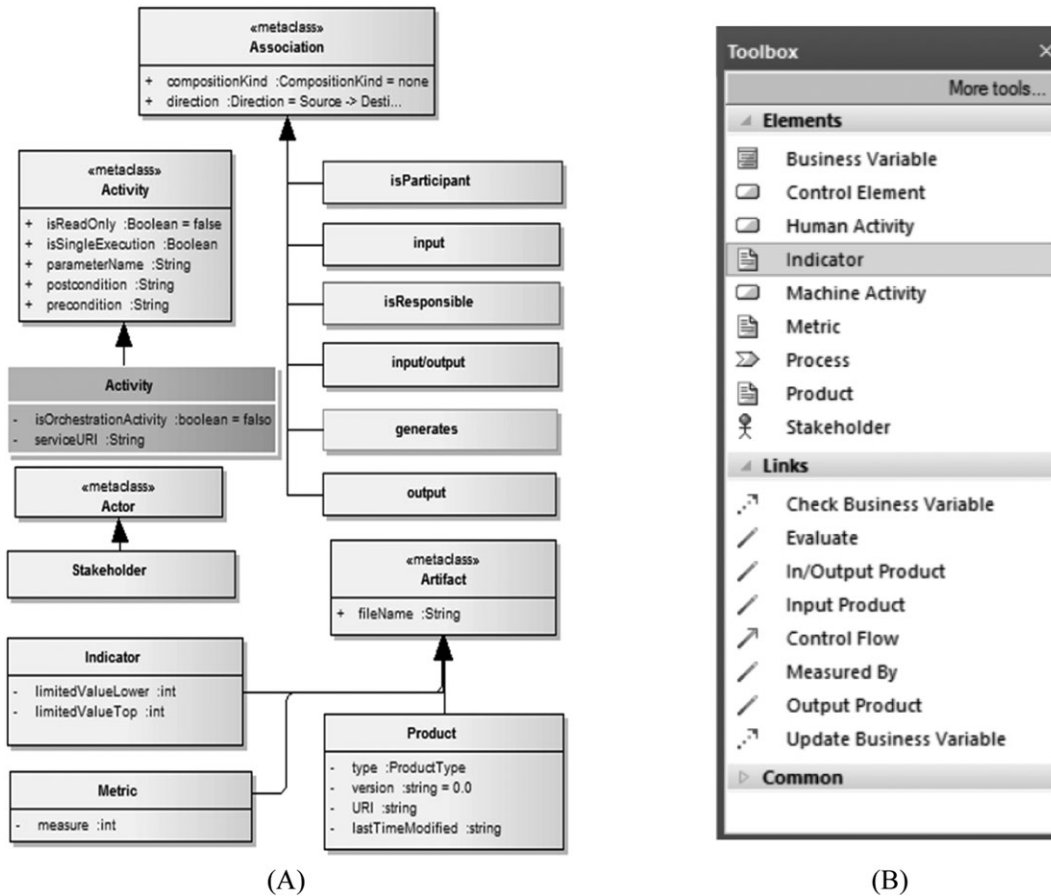 «metaclass»
Association
+ compositionKind :CompositionKind = none
+ direction :Direction = Source -> Desti...
«metaclass»
Activity
+ isReadOnly :Boolean = false
+ isSingleExecution :Boolean
+ parameterName :String
+ postcondition :String
+ precondition :String
isParticipant
input
isResponsible
input/output
generates
output
Activity
- isOrchestrationActivity :boolean = falso
- serviceURI :String
«metaclass»
Actor
Stakeholder
«metaclass»
Artifact
+ fileName :String
Indicator
- limitedValueLower :int
- limitedValueTop :int
Metric
- measure :int
Product
- type :ProductType
- version :string = 0.0
- URI :string
- lastTimeModified :string
(A)
Toolbox
More tools...
Elements
Business Variable
Control Element
Human Activity
Indicator
Machine Activity
Metric
Process
Product
Stakeholder
Links
Check Business Variable
Evaluate
In/Output Product
Input Product
Control Flow
Measured By
Output Product
Update Business Variable
Common
(B)